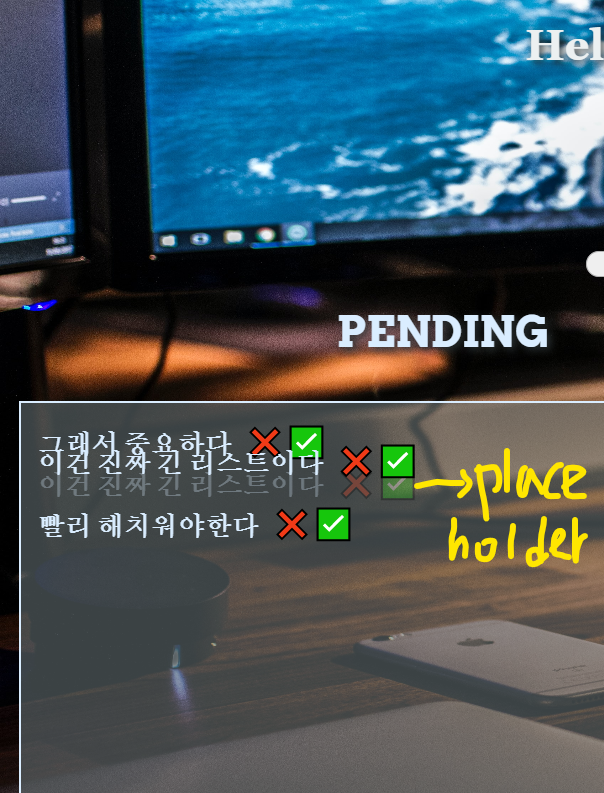 Hel
PENDING
그래서 중요하다
이건 진짜 긴 리스트이다
이건 진짜 긴 리스트이다
빨리 해치워야한다
→ place
holder